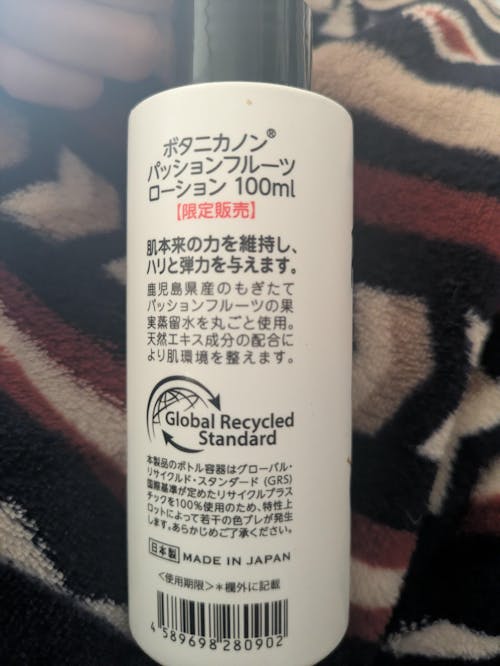 ボタニカノン®
パッションフルーツ
ローション 100ml
【限定販売】
肌本来の力を維持し、
ハリと弾力を与えます。
鹿児島県産のもぎたて
パッションフルーツの果
実蒸留水を丸ごと使用。
天然エキス成分の配合に
より肌環境を整えます。
Global Recycled
Standard
本製品のボトル容器はグローバル・
リサイクルド・スタンダード (GRS)
国際基準が定めたリサイクルプラス
チックを100%使用のため、特性上
ロットによって若干の色ブレが発生
します。あらかじめご了承ください。
日本製 MADE IN JAPAN
<使用期限>*欄外に記載
4 589698 280902